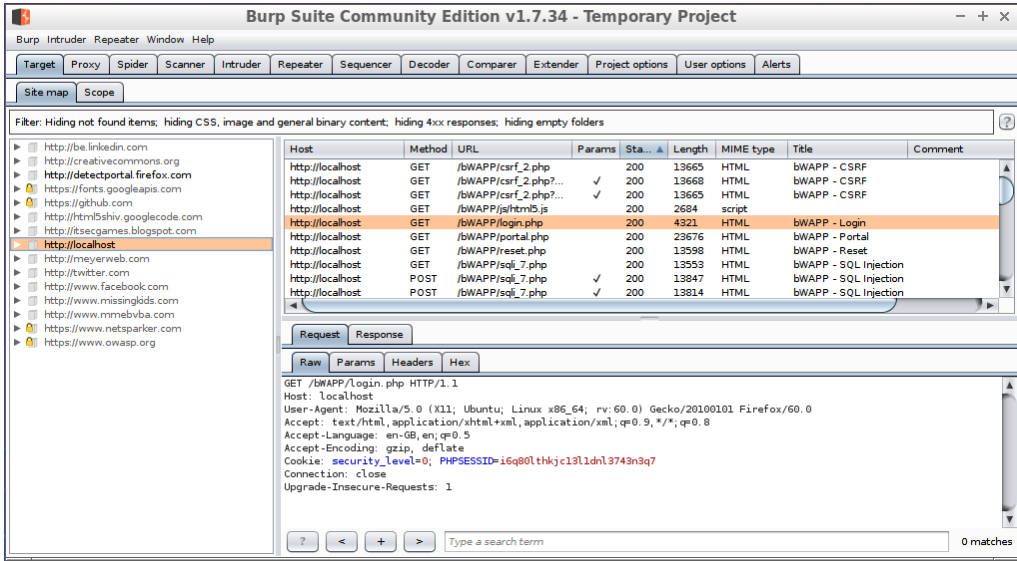 Burp Suite Community Edition v1.7.34 - Temporary Project
Burp Intruder Repeater Window Help
Target Proxy Spider Scanner Intruder Repeater Sequencer Decoder Comparer Extender Project options User options Alerts
Site map Scope
Filter: Hiding not found items; hiding CSS, image and general binary content; hiding 4xx responses; hiding empty folders ?
http://be.linkedin.com
http://creativecommons.org
http://detectportal.firefox.com
https://fonts.googleapis.com
https://github.com
http://html5shiv.googlecode.com
http://itsecgames.blogspot.com
http://localhost
http://meyerweb.com
http://twitter.com
http://www.facebook.com
http://www.missingkids.com
http://www.mmebvba.com
https://www.netsparker.com
https://www.owasp.org
Host Method URL Params Sta... Length MIME type Title Comment
http://localhost GET /bWAPP/csrf_2.php 200 13665 HTML bWAPP - CSRF
http://localhost GET /bWAPP/csrf_2.php?... ✓ 200 13668 HTML bWAPP - CSRF
http://localhost GET /bWAPP/csrf_2.php?... ✓ 200 13665 HTML bWAPP - CSRF
http://localhost GET /bWAPP/js/html5.js 200 2684 script
http://localhost GET /bWAPP/login.php 200 4321 HTML bWAPP - Login
http://localhost GET /bWAPP/portal.php 200 23676 HTML bWAPP - Portal
http://localhost GET /bWAPP/reset.php 200 13598 HTML bWAPP - Reset
http://localhost GET /bWAPP/sqli_7.php 200 13553 HTML bWAPP - SQL Injection
http://localhost POST /bWAPP/sqli_7.php ✓ 200 13847 HTML bWAPP - SQL Injection
http://localhost POST /bWAPP/sqli_7.php ✓ 200 13814 HTML bWAPP - SQL Injection
Request Response
Raw Params Headers Hex
GET /bWAPP/login.php HTTP/1.1
Host: localhost
User-Agent: Mozilla/5.0 (X11; Ubuntu; Linux x86_64; rv:60.0) Gecko/20100101 Firefox/60.0
Accept: text/html,application/xhtml+xml,application/xml;q=0.9,*/*;q=0.8
Accept-Language: en-GB,en;q=0.5
Accept-Encoding: gzip, deflate
Cookie: security_level=0; PHPSESSID=i6q80lthkjc13l1dnl3743n3q7
Connection: close
Upgrade-Insecure-Requests: 1
? < + > Type a search term 0 matches